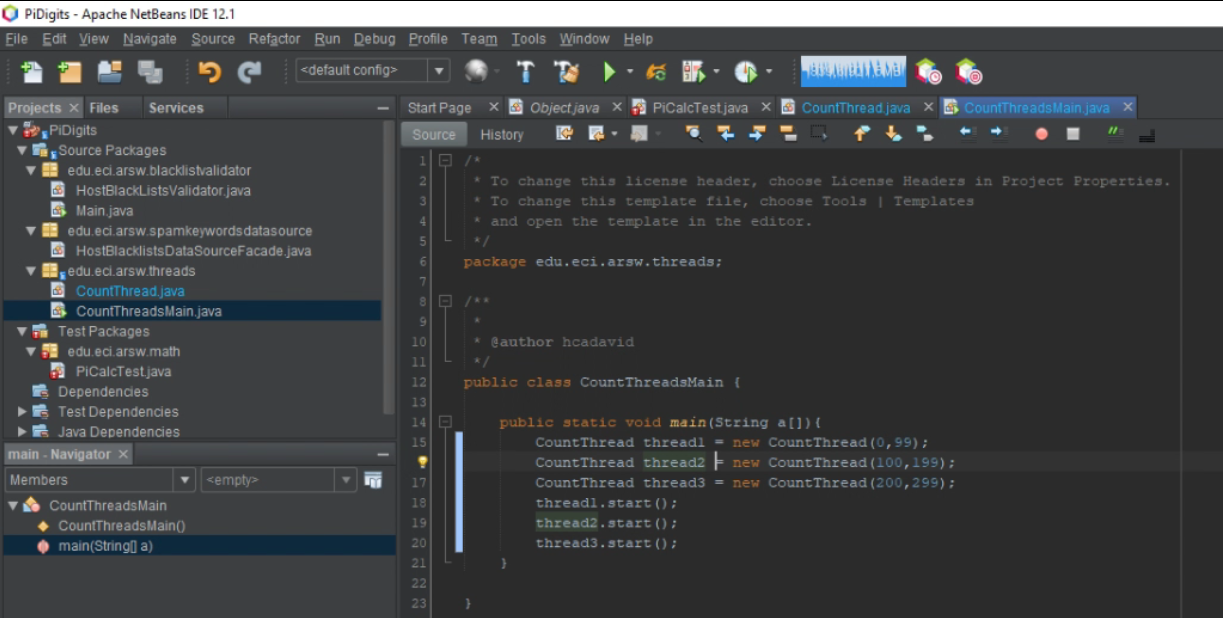 PiDigits - Apache NetBeans IDE 12.1
File Edit View Navigate Source Refactor Run Debug Profile Team Tools Window Help
<default config>
Projects Files Services
PiDigits
Source Packages
edu.eci.arsw.blacklistvalidator
HostBlackListsValidator.java
Main.java
edu.eci.arsw.spamkeywordsdatasource
HostBlacklistsDataSourceFacade.java
edu.eci.arsw.threads
CountThread.java
CountThreadsMain.java
Test Packages
edu.eci.arsw.math
PiCalcTest.java
Dependencies
Test Dependencies
Java Dependencies
main - Navigator
Members <empty>
CountThreadsMain
CountThreadsMain()
main(String[] a)
Start Page Object.java PiCalcTest.java CountThread.java CountThreadsMain.java
Source History
1 /*
2 * To change this license header, choose License Headers in Project Properties.
3 * To change this template file, choose Tools | Templates
4 * and open the template in the editor.
5 */
6 package edu.eci.arsw.threads;
7
8 /**
9 *
10 * @author hcadavid
11 */
12 public class CountThreadsMain {
13
14 public static void main(String a[]){
15 CountThread thread1 = new CountThread(0,99);
CountThread thread2 = new CountThread(100,199);
17 CountThread thread3 = new CountThread(200,299);
18 thread1.start();
19 thread2.start();
20 thread3.start();
21 }
22
23 }